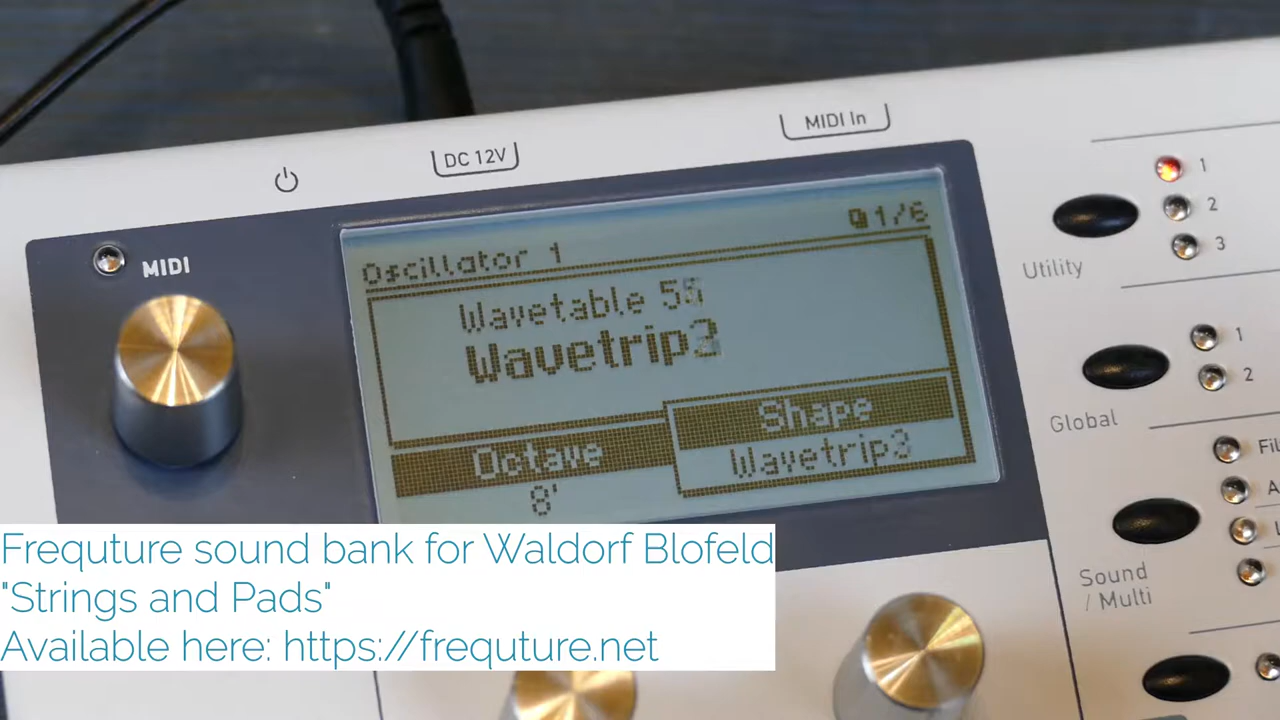 MIDI In
DC 12V
1
2
3
MIDI
Utility
1/6
Oscillator 1
Wavetable 55
Wavetrip3
Shape
Wavetrip3
Octave
8'
1
2
Global
Sound
/ Multi
Frequture sound bank for Waldorf Blofeld
"Strings and Pads"
Available here: https://frequture.net